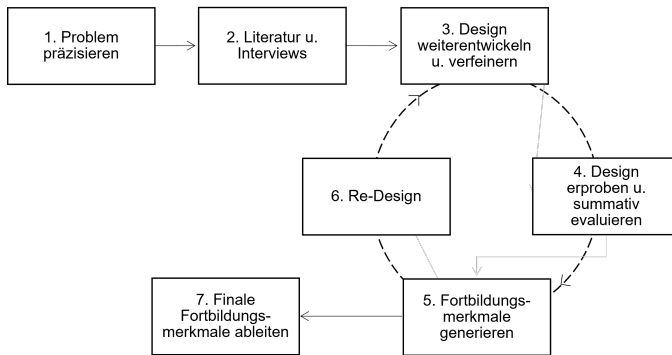 1. Problem
präzisieren
2. Literatur u.
Interviews
3. Design
weiterentwickeln
u. verfeinern
4. Design
erproben u.
summativ
evaluieren
5. Fortbildungs-
merkmale
generieren
6. Re-Design
7. Finale
Fortbildungs-
merkmale ableiten